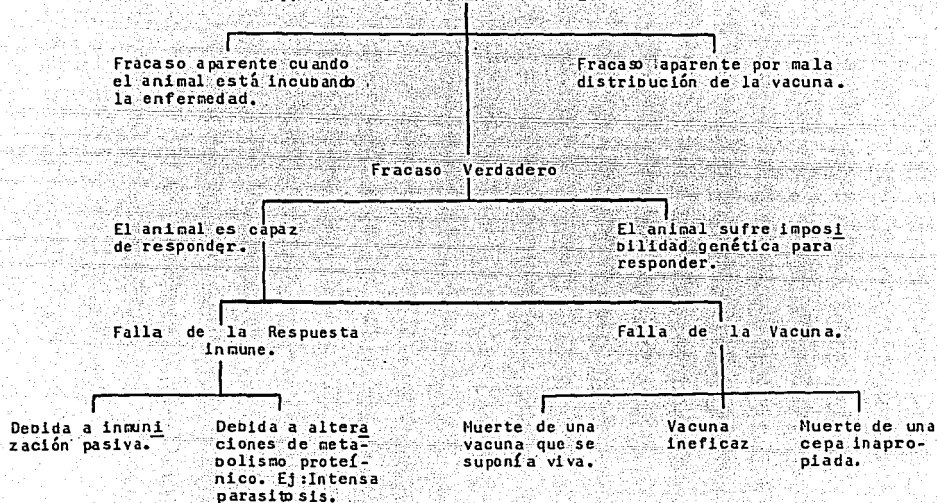 Fracaso aparente cuando
el animal está incubando
la enfermedad.
Fracaso aparente por mala
distribución de la vacuna.
Fracaso Verdadero
El animal es capaz
de responder.
El animal sufre imposi
bilidad genética para
responder.
Falla de la Respuesta
inmune.
Falla de la Vacuna.
Debida a inmuni
zación pasiva.
Debida a altera
ciones de meta-
bolismo proteí-
nico. Ej:Intensa
parasitosis.
Muerte de una
vacuna que se
suponía viva.
Vacuna
ineficaz
Muerte de una
cepa inapro-
piada.